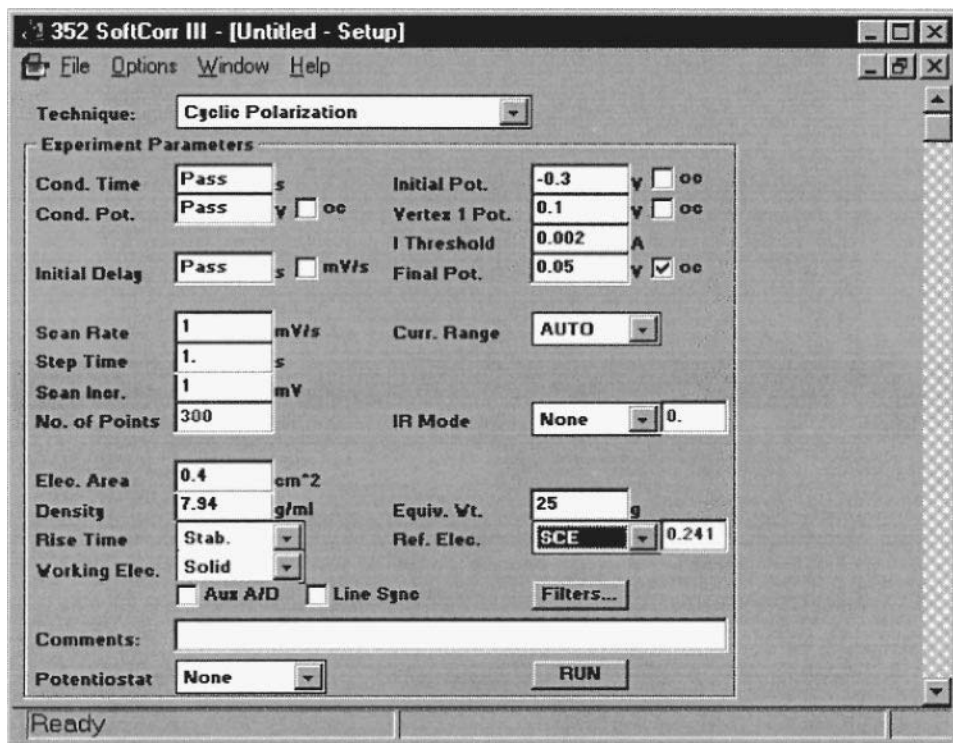 352 SoftCorr III - [Untitled - Setup]
File Options Window Help
Technique: Cyclic Polarization
Experiment Parameters
Cond. Time Pass s Initial Pot. -0.3 V oc
Cond. Pot. Pass V oc Vertex 1 Pot. 0.1 V oc
I Threshold 0.002 A
Initial Delay Pass s mV/s Final Pot. 0.05 V oc
Scan Rate 1 mV/s Curr. Range AUTO
Step Time 1. s
Scan Incr. 1 mV
No. of Points 300 IR Mode None 0.
Elec. Area 0.4 cm^2
Density 7.94 g/ml Equiv. Wt. 25 g
Rise Time Stab. Ref. Elec. SCE 0.241
Working Elec. Solid
Aux A/D Line Sync Filters...
Comments:
Potentiostat None RUN
Ready